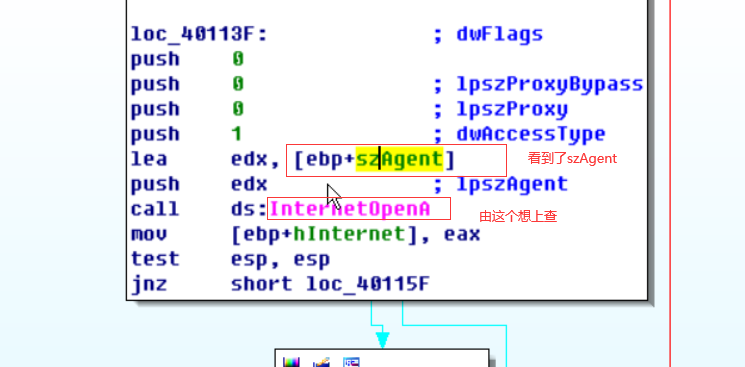 loc_40113F: ; dwFlags
push 0
push 0 ; lpszProxyBypass
push 0 ; lpszProxy
push 1 ; dwAccessType
lea edx, [ebp+szAgent] 看到了szAgent
push edx ; lpszAgent
call ds:InternetOpenA 由这个想上查
mov [ebp+hInternet], eax
test esp, esp
jnz short loc_40115F